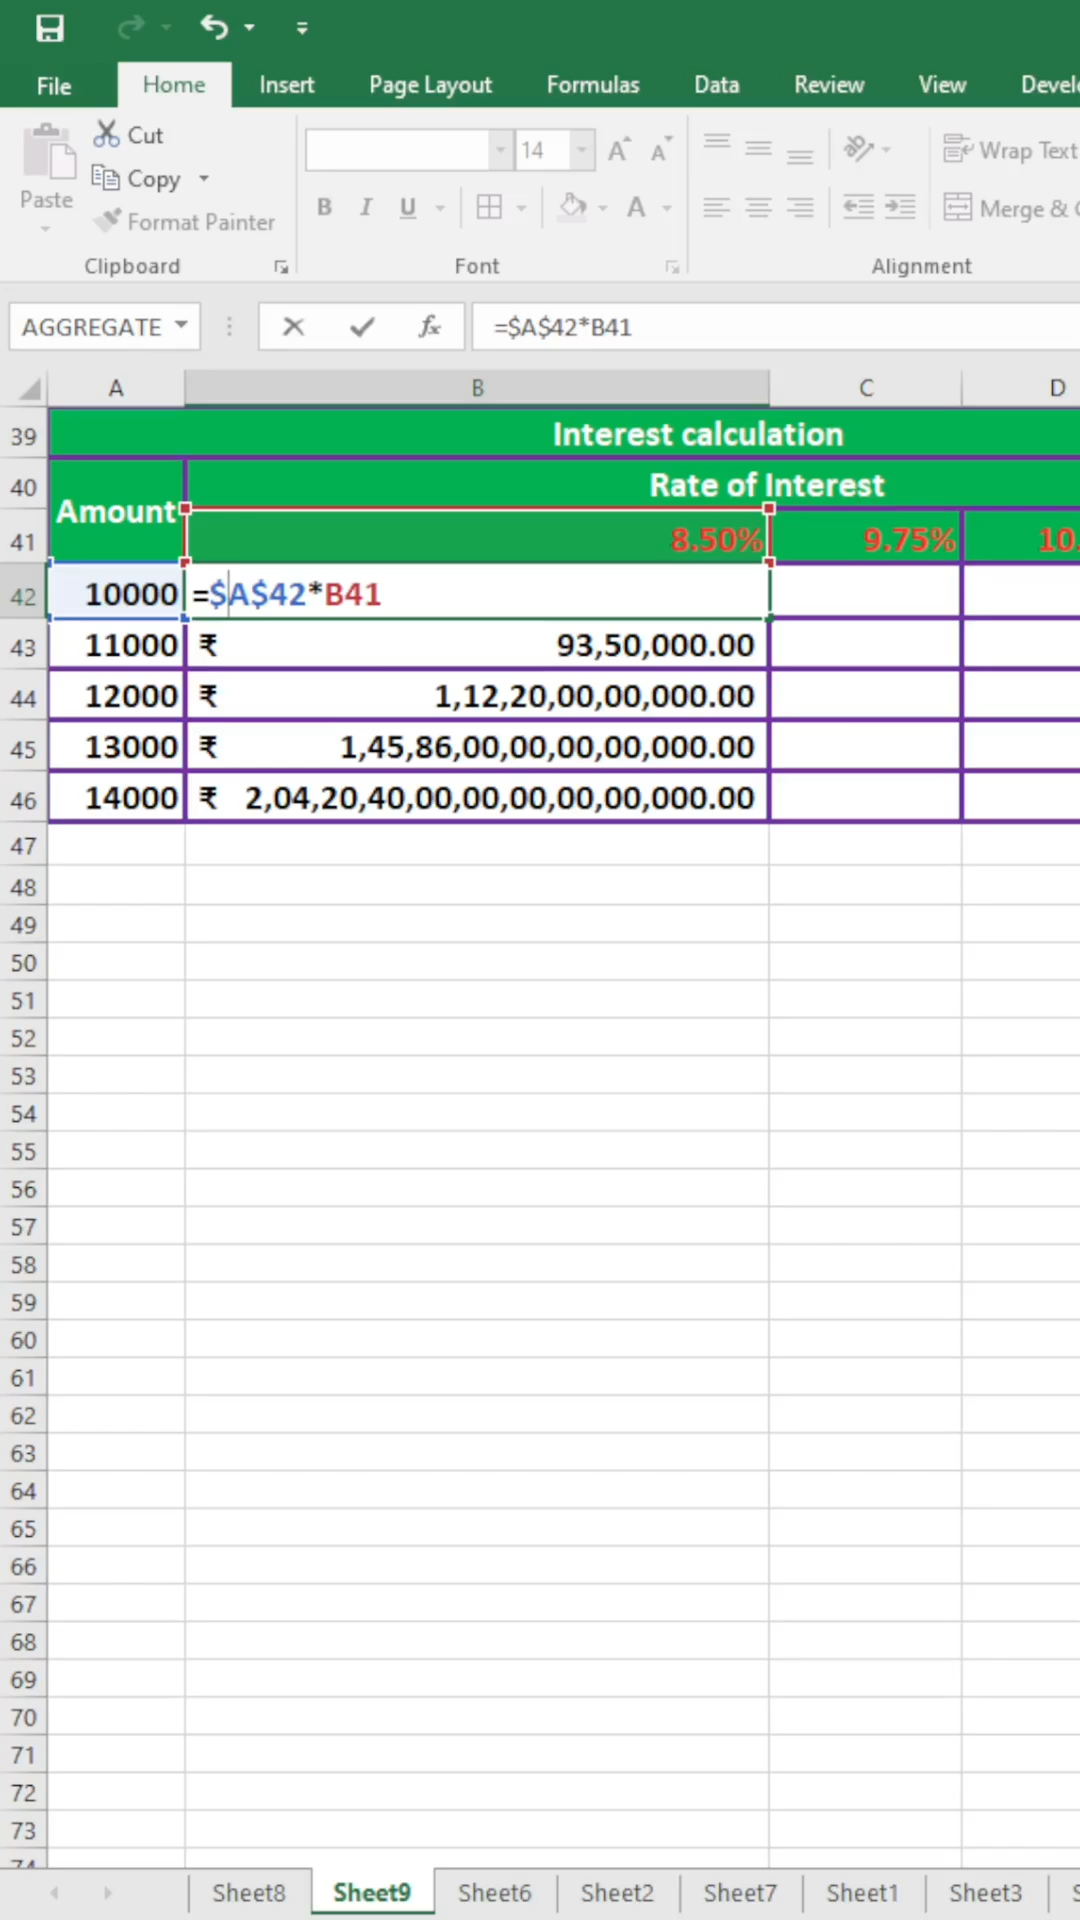 File Home Insert Page Layout Formulas Data Review View Devel
Cut
Copy
Paste
Format Painter
14
A A
B I U A
Wrap Text
Merge & C
Clipboard Font Alignment
AGGREGATE fx =$A$42*B41
A B C D
39 Interest calculation
40 Rate of Interest
Amount
41 8.50% 9.75% 10.
42 10000 =$A$42*B41
43 11000 ₹ 93,50,000.00
44 12000 ₹ 1,12,20,00,00,000.00
45 13000 ₹ 1,45,86,00,00,00,00,000.00
46 14000 ₹ 2,04,20,40,00,00,00,00,00,000.00
47
48
49
50
51
52
53
54
55
56
57
58
59
60
61
62
63
64
65
66
67
68
69
70
71
72
73
74
Sheet8 Sheet9 Sheet6 Sheet2 Sheet7 Sheet1 Sheet3 S